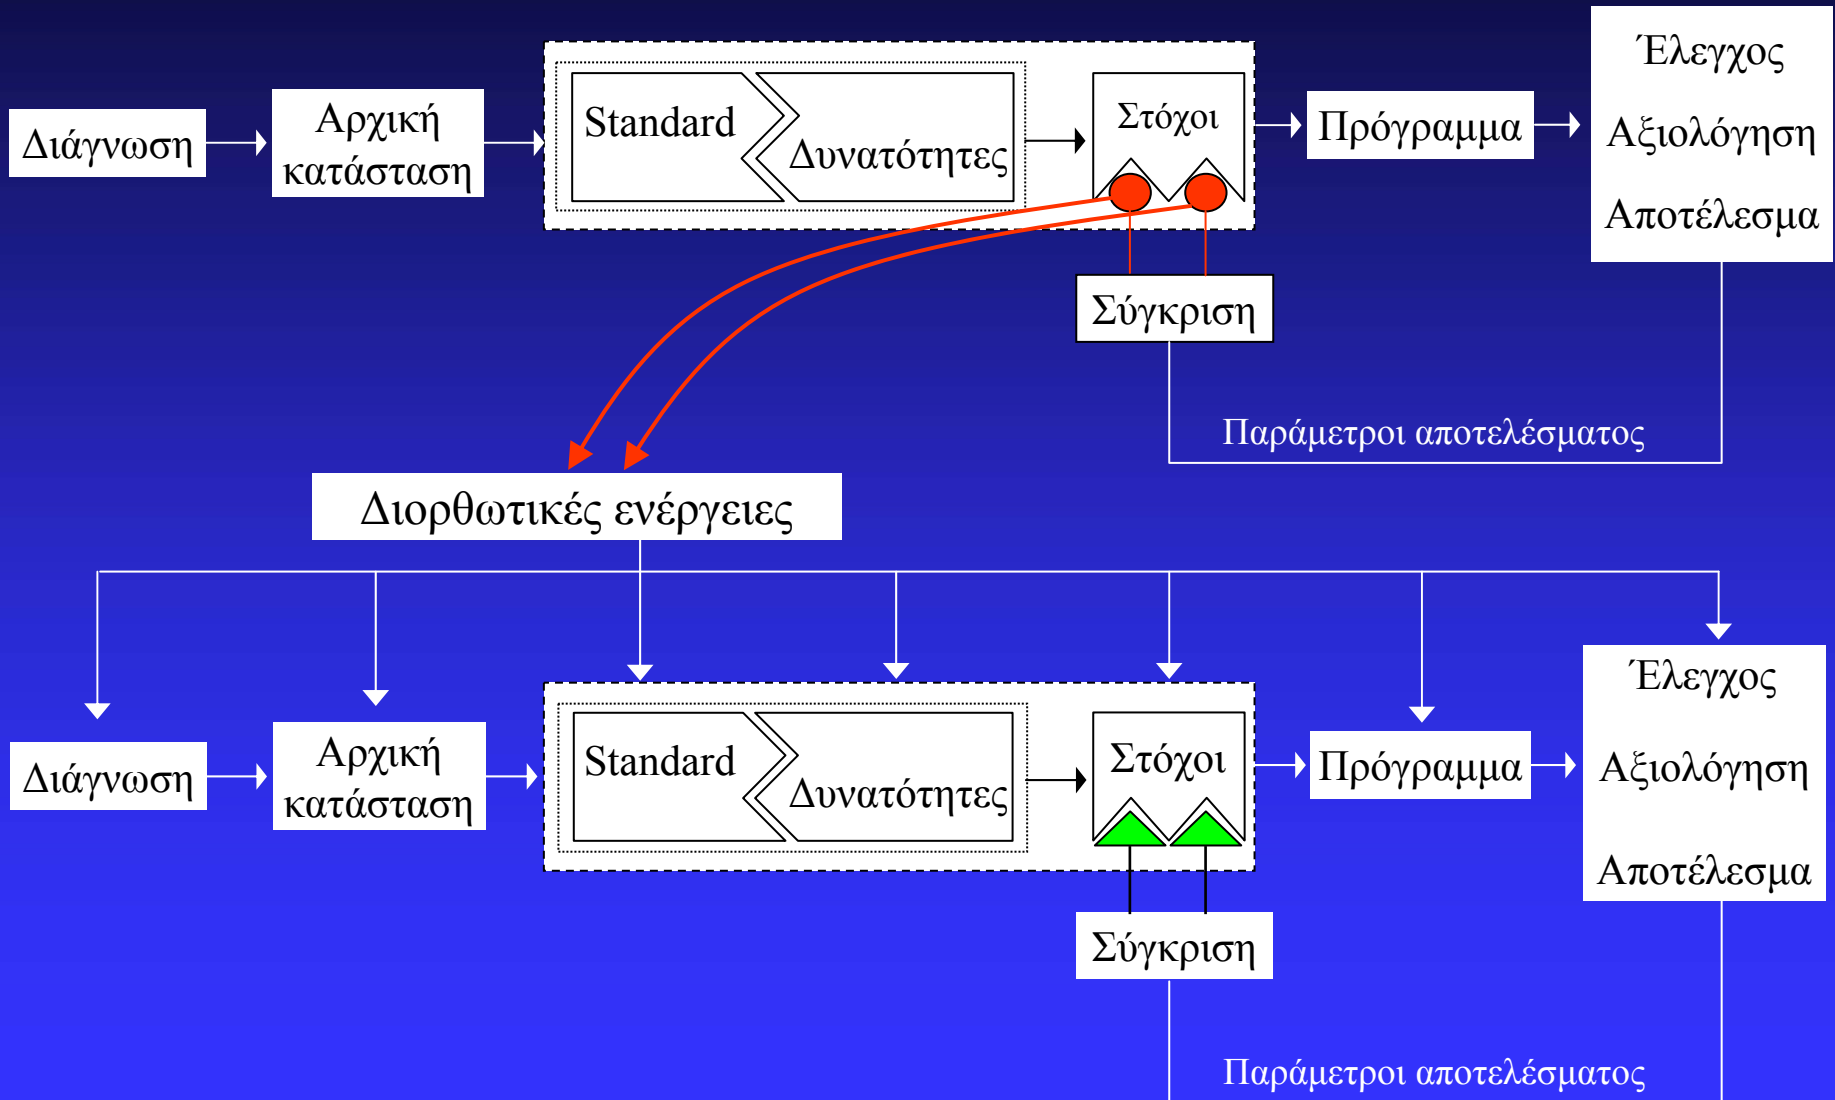 Διάγνωση
Αρχική
κατάσταση
Standard
Δυνατότητες
Στόχοι
Πρόγραμμα
Έλεγχος
Αξιολόγηση
Αποτέλεσμα
Σύγκριση
Παράμετροι αποτελέσματος
Διορθωτικές ενέργειες
Διάγνωση
Αρχική
κατάσταση
Standard
Δυνατότητες
Στόχοι
Πρόγραμμα
Έλεγχος
Αξιολόγηση
Αποτέλεσμα
Σύγκριση
Παράμετροι αποτελέσματος